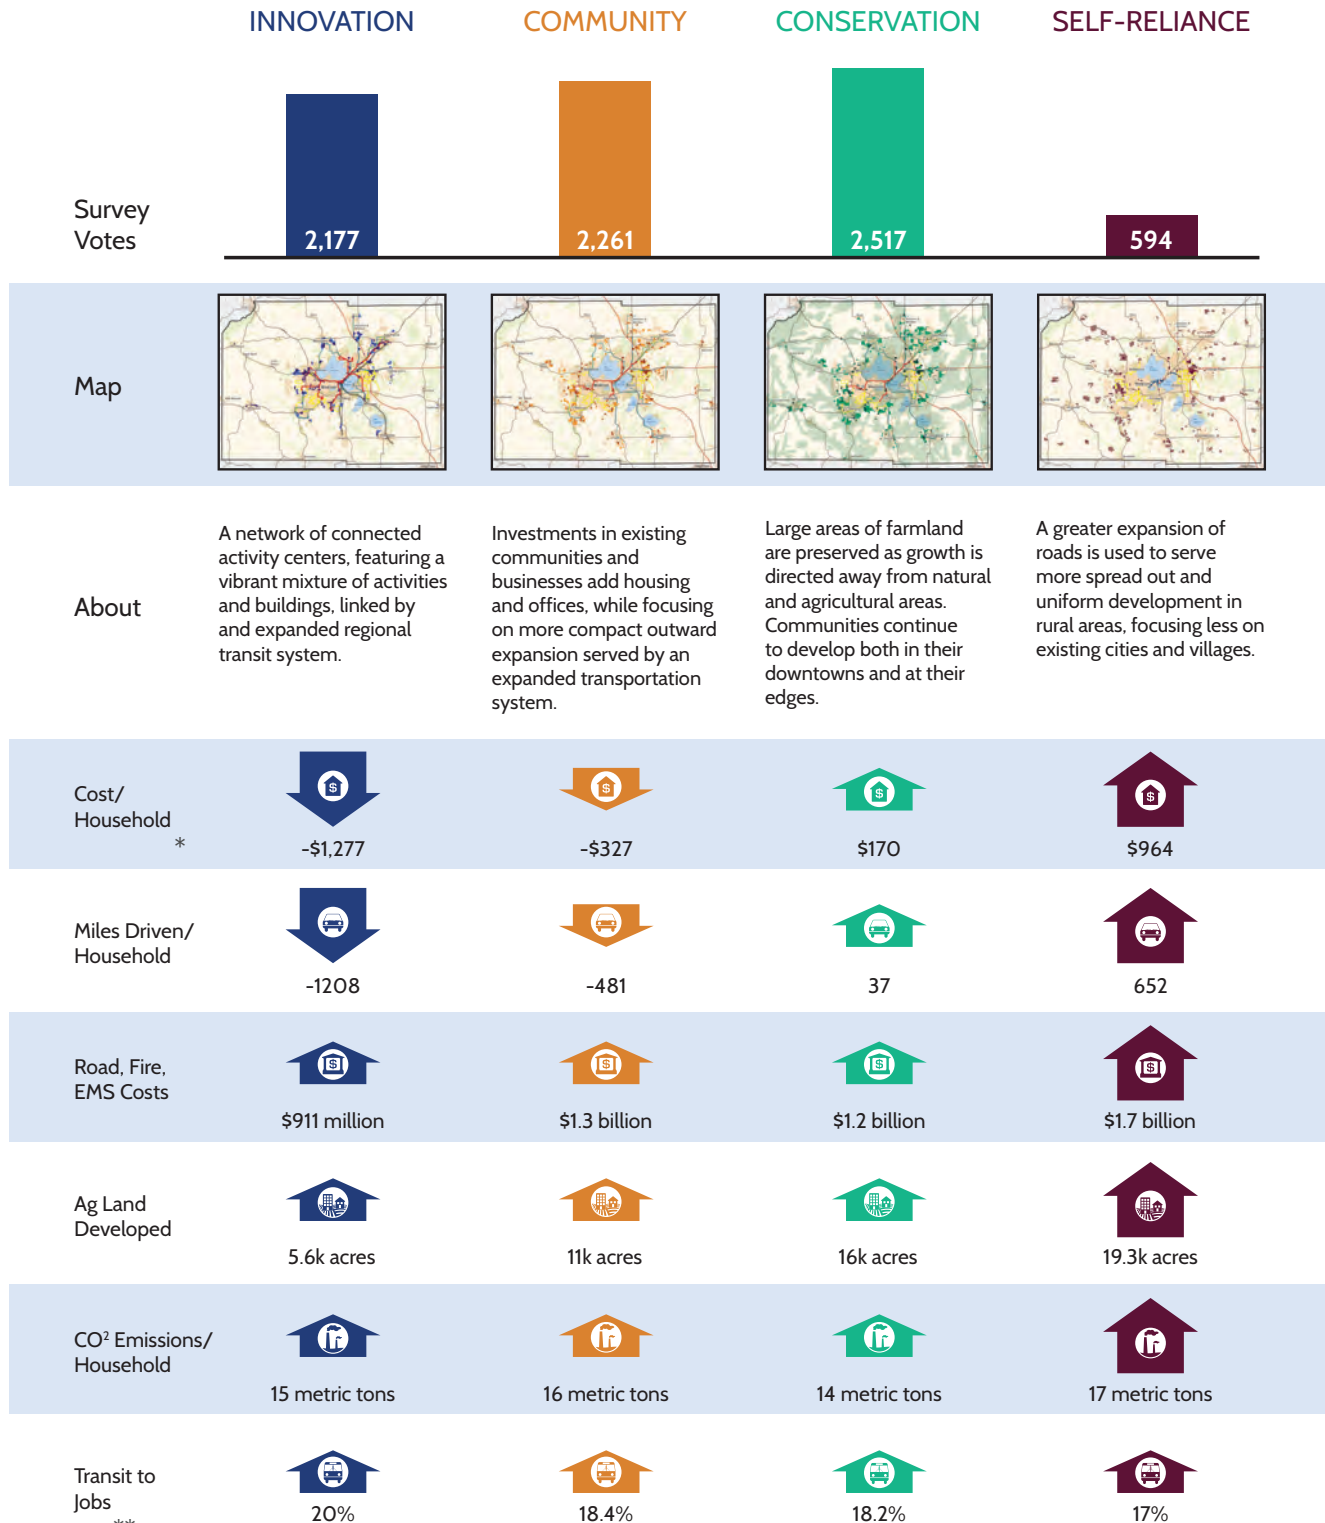 INNOVATION COMMUNITY CONSERVATION SELF-RELIANCE
Survey
Votes
2,177 2,261 2,517 594
Map
About
A network of connected
activity centers, featuring a
vibrant mixture of activities
and buildings, linked by
and expanded regional
transit system.
Investments in existing
communities and
businesses add housing
and offices, while focusing
on more compact outward
expansion served by an
expanded transportation
system.
Large areas of farmland
are preserved as growth is
directed away from natural
and agricultural areas.
Communities continue
to develop both in their
downtowns and at their
edges.
A greater expansion of
roads is used to serve
more spread out and
uniform development in
rural areas, focusing less on
existing cities and villages.
Cost/
Household
*
$ $ $ $
-$1,277 -$327 $170 $964
Miles Driven/
Household
-1208 -481 37 652
Road, Fire,
EMS Costs
$ $ $ $
$911 million $1.3 billion $1.2 billion $1.7 billion
Ag Land
Developed
5.6k acres 11k acres 16k acres 19.3k acres
CO² Emissions/
Household
15 metric tons 16 metric tons 14 metric tons 17 metric tons
Transit to
Jobs
**
20% 18.4% 18.2% 17%